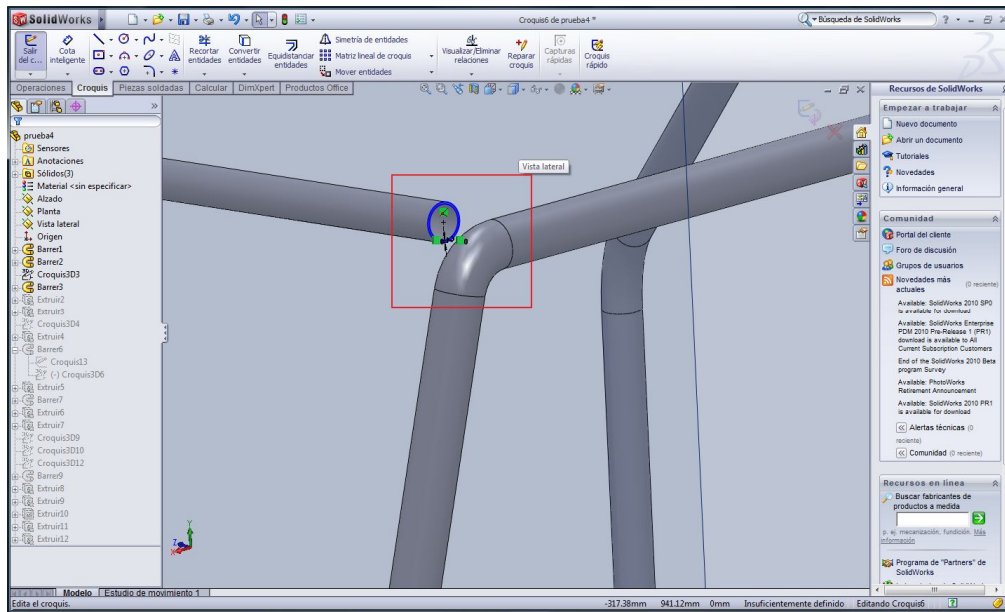 SolidWorks
Croquis6 de prueba4 *
Búsqueda de SolidWorks
Salir del c...
Cota inteligente
Recortar entidades
Convertir entidades
Equidistanciar entidades
Simetría de entidades
Matriz lineal de croquis
Mover entidades
Visualizar/Eliminar relaciones
Reparar croquis
Capturas rápidas
Croquis rápido
Operaciones
Croquis
Piezas soldadas
Calcular
DimXpert
Productos Office
prueba4
Sensores
Anotaciones
Sólidos(3)
Material <sin especificar>
Alzado
Planta
Vista lateral
Origen
Barrer1
Barrer2
Croquis3D3
Barrer3
Extruir2
Extruir3
Croquis3D4
Extruir4
Barrer6
Croquis13
(-) Croquis3D6
Extruir5
Barrer7
Extruir6
Extruir7
Croquis3D9
Croquis3D10
Croquis3D12
Barrer9
Extruir8
Extruir9
Extruir10
Extruir11
Extruir12
Vista lateral
Y
Z
X
Recursos de SolidWorks
Empezar a trabajar
Nuevo documento
Abrir un documento
Tutoriales
Novedades
Información general
Comunidad
Portal del cliente
Foro de discusión
Grupos de usuarios
Novedades más
actuales
(0 reciente)
Available: SolidWorks 2010 SP0
is available for download
Available: SolidWorks Enterprise
PDM 2010 Pre-Release 1 (PR1)
download is available to All
Current Subscription Customers
End of the SolidWorks 2010 Beta
program Survey
Available: PhotoWorks
Retirement Announcement
Available: SolidWorks 2010 PR1
is available for download
Alertas técnicas (0
reciente)
Comunidad (0 reciente)
Recursos en línea
Buscar fabricantes de
productos a medida
p. ej. mecanización, fundición. Más
información
Programa de "Partners" de
SolidWorks
Modelo
Estudio de movimiento 1
Edita el croquis.
-317.38mm
941.12mm
0mm
Insuficientemente definido
Editando Croquis6